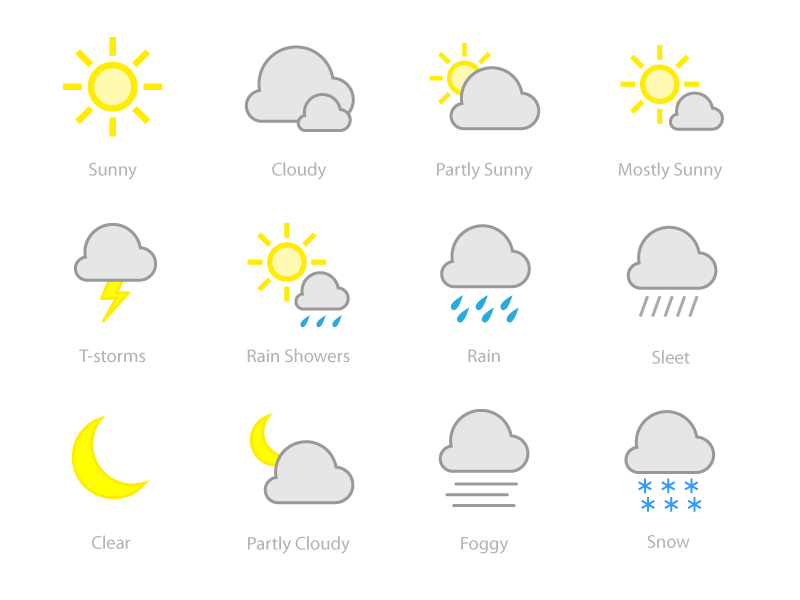 Sunny
Cloudy
Partly Sunny
Mostly Sunny
T-storms
Rain Showers
Rain
Sleet
Clear
Partly Cloudy
Foggy
Snow